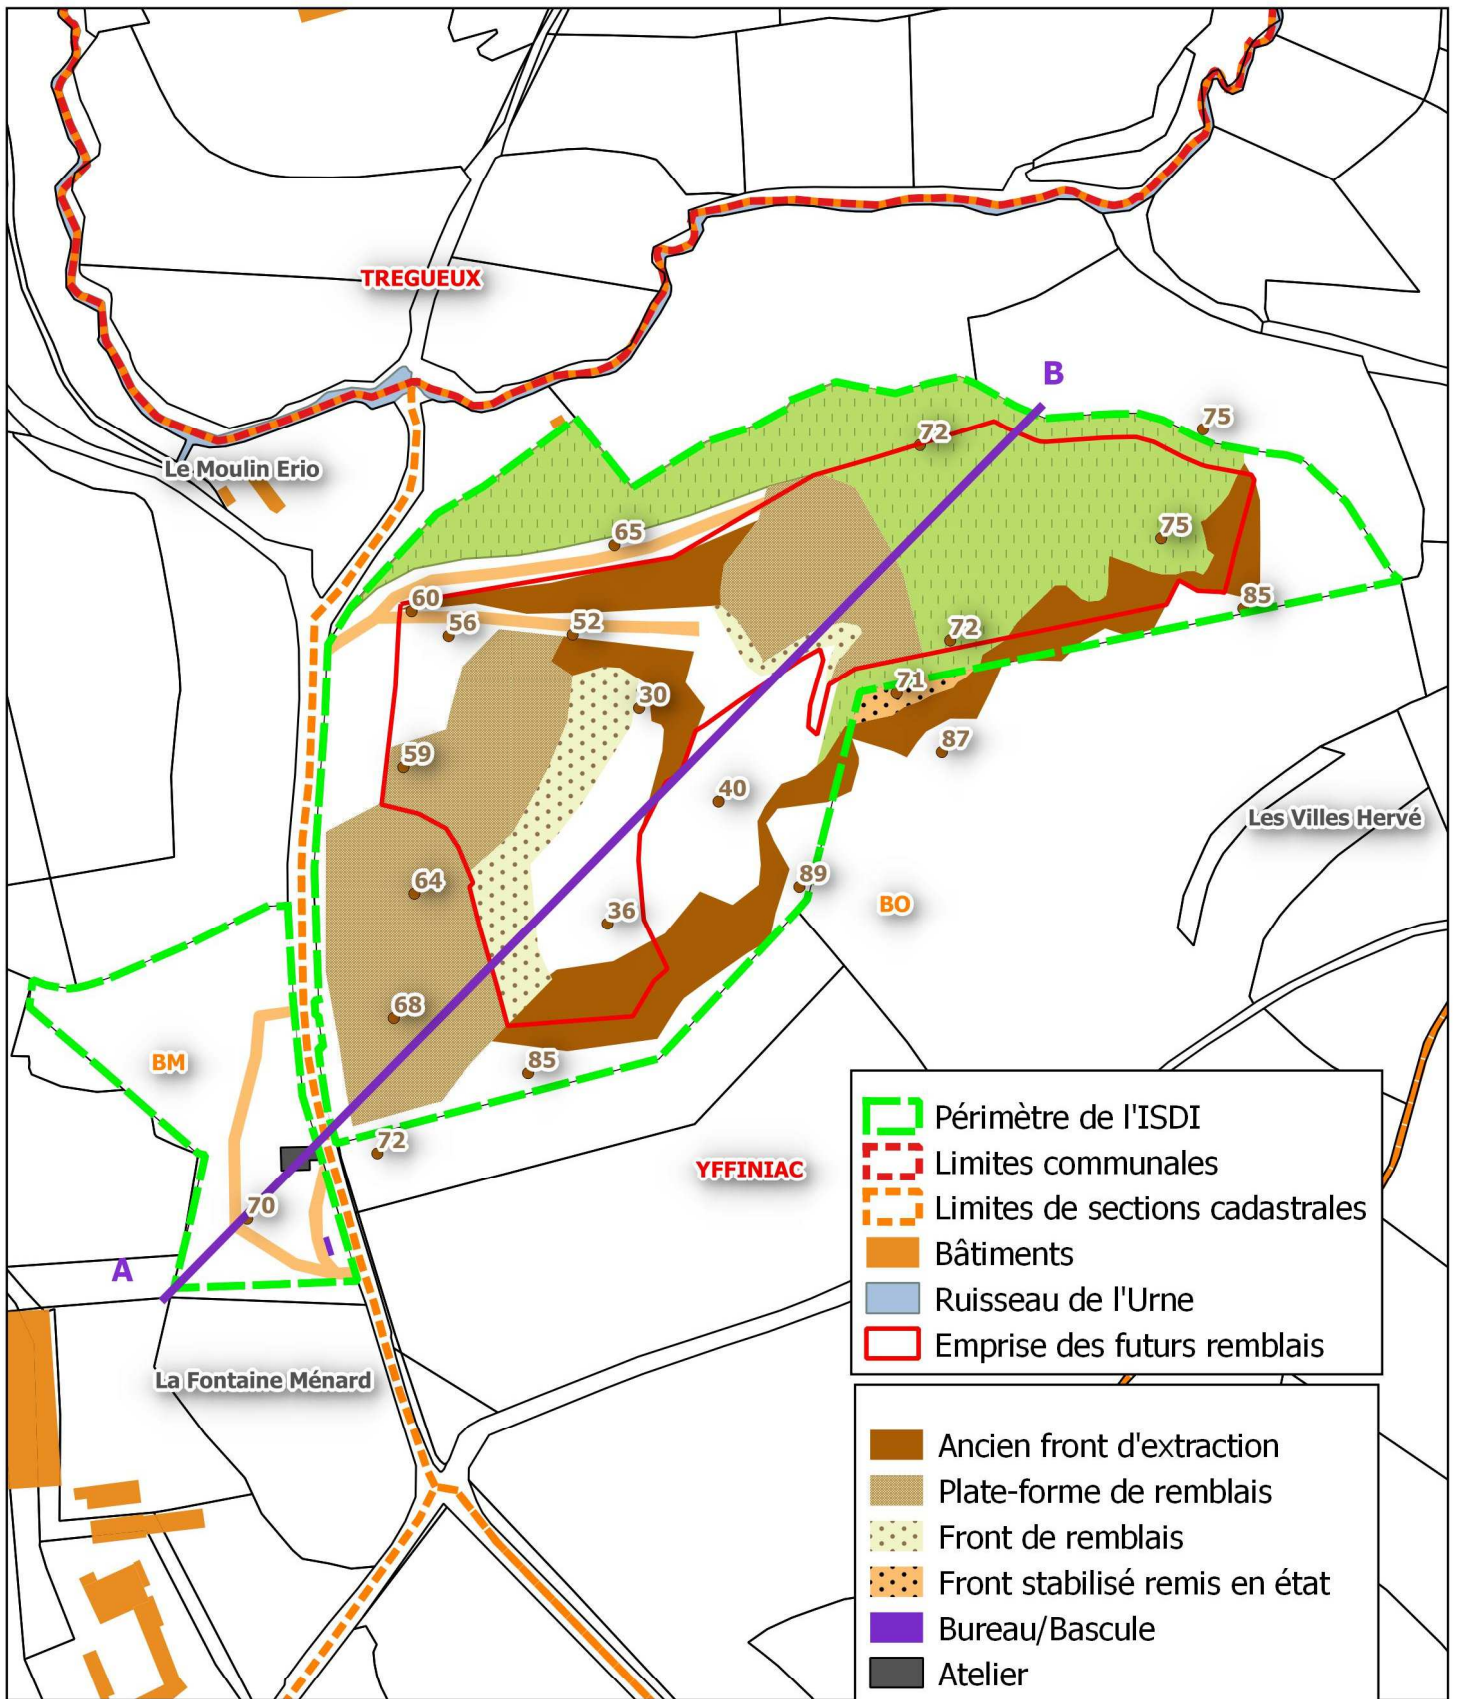 TREGUEUX
B
72
75
Le Moulin Erio
65
75
60
56
52
72
85
71
30
59
87
40
Les Villes Hervé
64
89
36
BO
68
BM
85
72
YFFINIAC
70
A
La Fontaine Ménard
Périmètre de l'ISDI
Limites communales
Limites de sections cadastrales
Bâtiments
Ruisseau de l'Urne
Emprise des futurs remblais
Ancien front d'extraction
Plate-forme de remblais
Front de remblais
Front stabilisé remis en état
Bureau/Bascule
Atelier